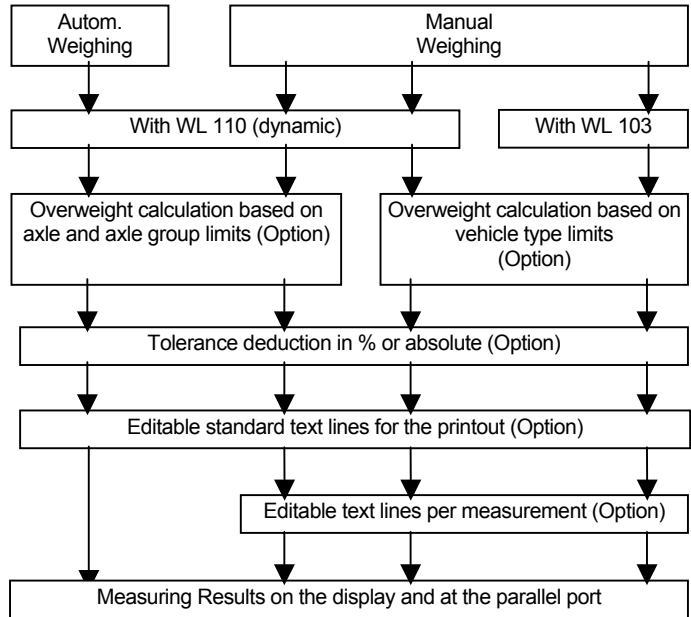 Autom.
Weighing
Manual
Weighing
With WL 110 (dynamic)
With WL 103
Overweight calculation based on
axle and axle group limits (Option)
Overweight calculation based on
vehicle type limits
(Option)
Tolerance deduction in % or absolute (Option)
Editable standard text lines for the printout (Option)
Editable text lines per measurement (Option)
Measuring Results on the display and at the parallel port